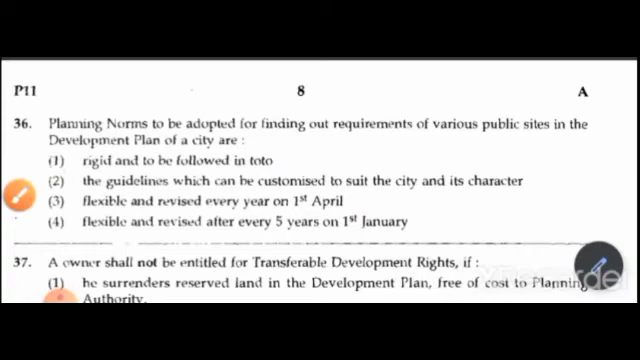 P11 8 A
36. Planning Norms to be adopted for finding out requirements of various public sites in the
Development Plan of a city are :
(1) rigid and to be followed in toto
(2) the guidelines which can be customised to suit the city and its character
(3) flexible and revised every year on 1st April
(4) flexible and revised after every 5 years on 1st January
37. A owner shall not be entitled for Transferable Development Rights, if :
(1) he surrenders reserved land in the Development Plan, free of cost to Planning
Authority.